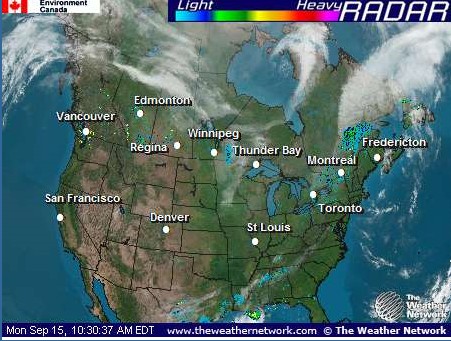 Environment
Canada
Light Heavy RADAR
Edmonton
Vancouver
Winnipeg
Fredericton
Regina
Thunder Bay
Montreal
San Francisco
Toronto
Denver
St Louis
The
Weather
Network
Mon Sep 15, 10:30:37 AM EDT www.theweathernetwork.com © The Weather Network